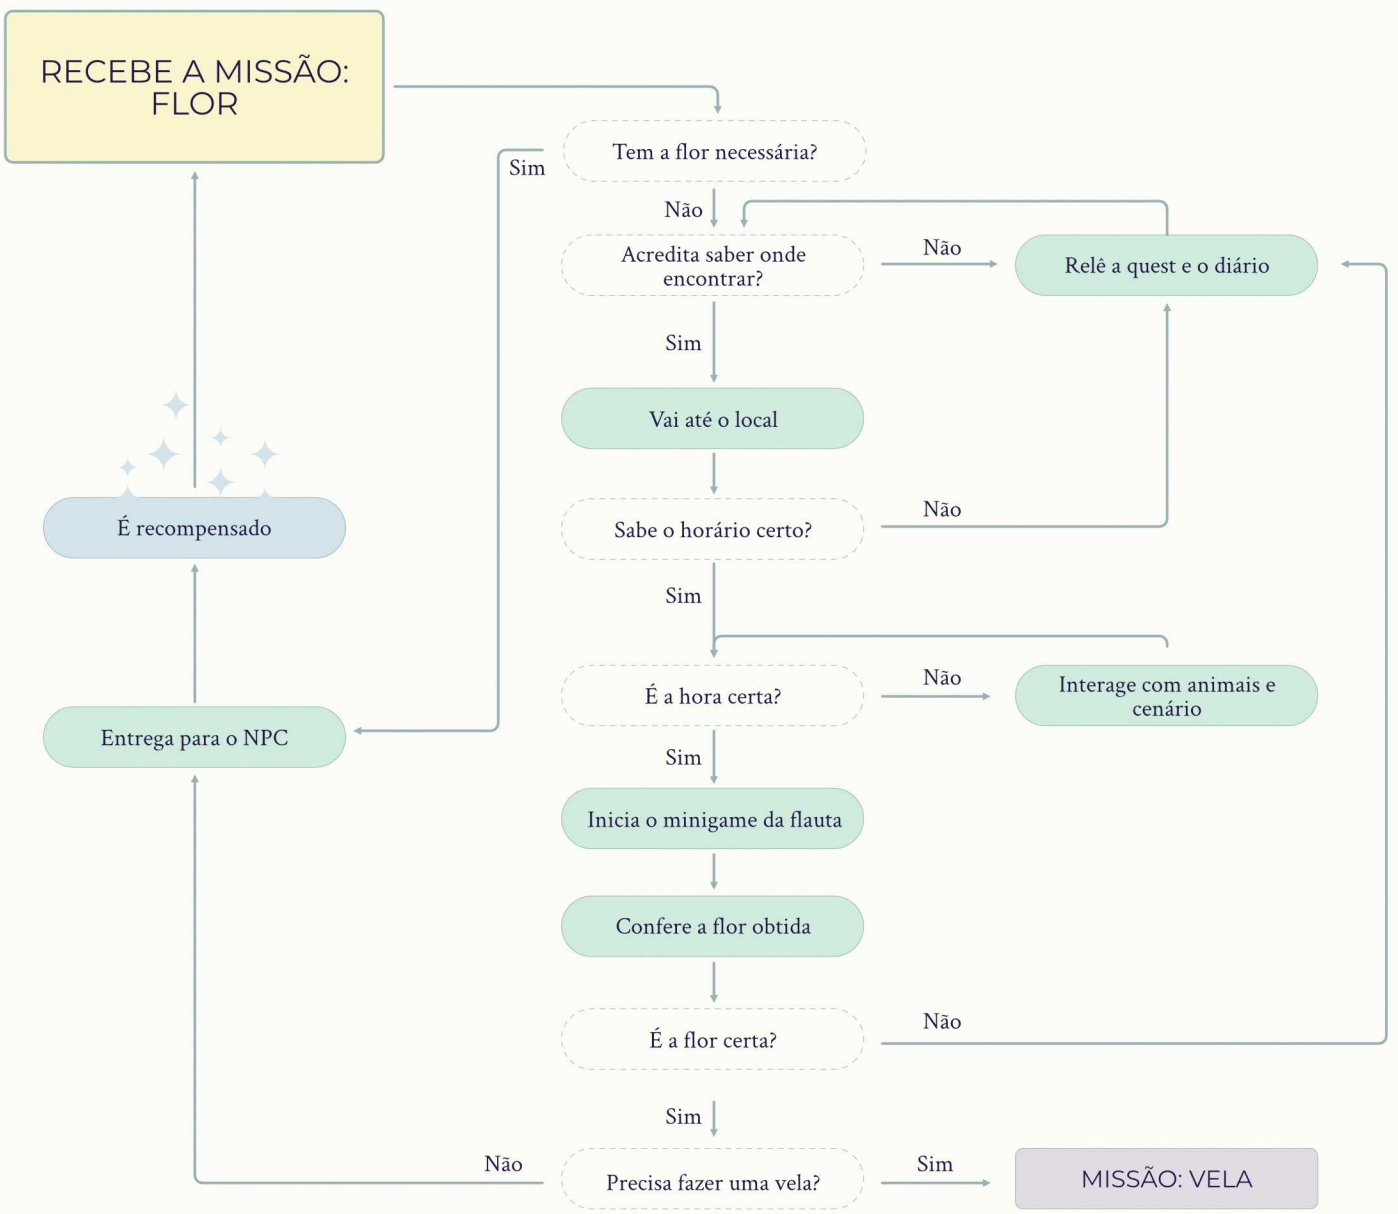 RECEBE A MISSÃO:
FLOR
Tem a flor necessária?
Sim
Não
Acredita saber onde
encontrar?
Não
Relê a quest e o diário
Sim
Vai até o local
Sabe o horário certo?
Não
É recompensado
Sim
É a hora certa?
Não
Interage com animais e
cenário
Entrega para o NPC
Sim
Inicia o minigame da flauta
Confere a flor obtida
É a flor certa?
Não
Sim
Precisa fazer uma vela?
Não
Sim
MISSÃO: VELA